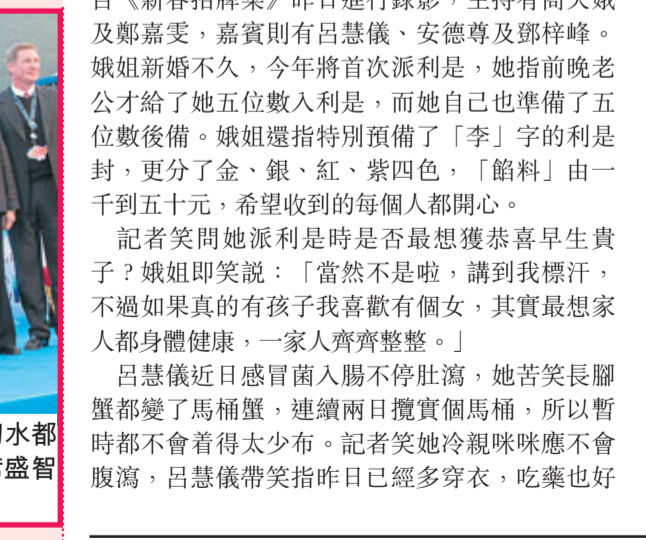 目《新春招牌菜》昨日進行錄影，主持有商天娥
及鄭嘉雯，嘉賓則有呂慧儀、安德尊及鄧梓峰。
娥姐新婚不久，今年將首次派利是，她指前晚老
公才給了她五位數入利是，而她自己也準備了五
位數後備。娥姐還指特別預備了「李」字的利是
封，更分了金、銀、紅、紫四色，「餡料」由一
千到五十元，希望收到的每個人都開心。
記者笑問她派利是時是否最想獲恭喜早生貴
子？娥姐即笑説：「當然不是啦，講到我標汗，
不過如果真的有孩子我喜歡有個女，其實最想家
人都身體健康，一家人齊齊整整。」
呂慧儀近日感冒菌入腸不停肚瀉，她苦笑長腳
蟹都變了馬桶蟹，連續兩日攬實個馬桶，所以暫
時都不會着得太少布。記者笑她冷親咪咪應不會
腹瀉，呂慧儀帶笑指昨日已經多穿衣，吃藥也好
水都
盛智